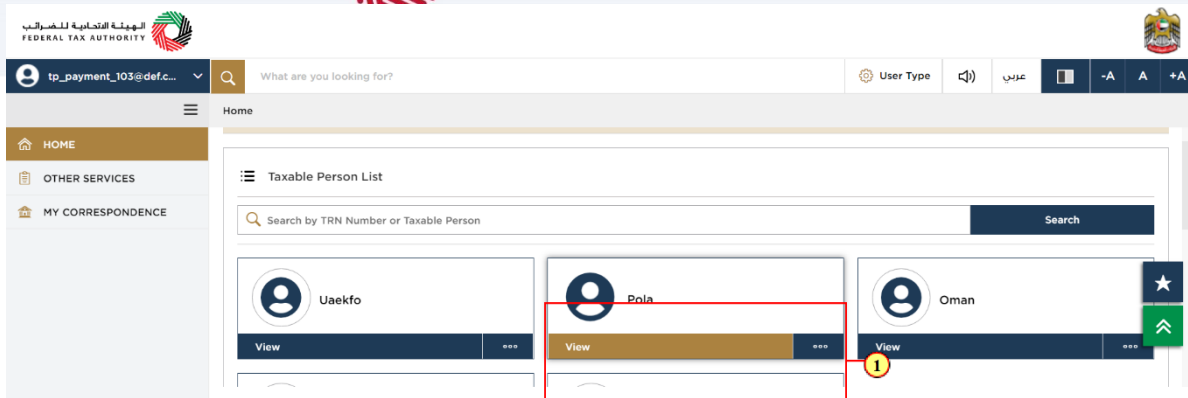 الهيئة الاتحادية للضرائب
FEDERAL TAX AUTHORITY
tp_payment_103@def.c...
What are you looking for?
User Type
عربي
-A
A
+A
Home
HOME
OTHER SERVICES
MY CORRESPONDENCE
Taxable Person List
Search by TRN Number or Taxable Person
Search
Uaekfo
Pola
Oman
View
View
View
1